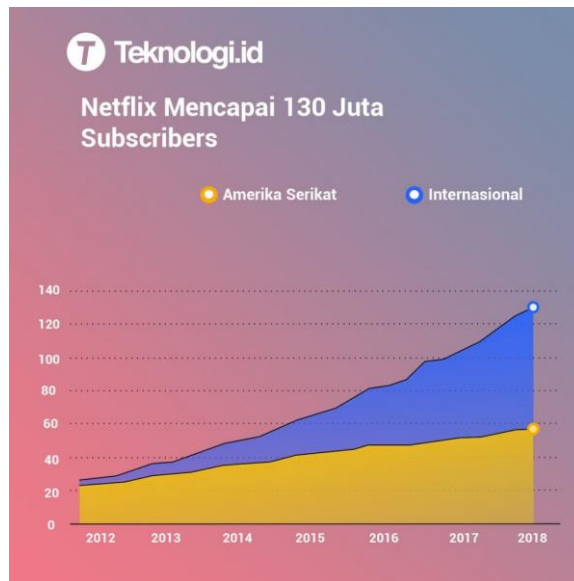 Teknologi.id
Netflix Mencapai 130 Juta
Subscribers
Amerika Serikat
Internasional
140
120
100
80
60
40
20
0
2012 2013 2014 2015 2016 2017 2018